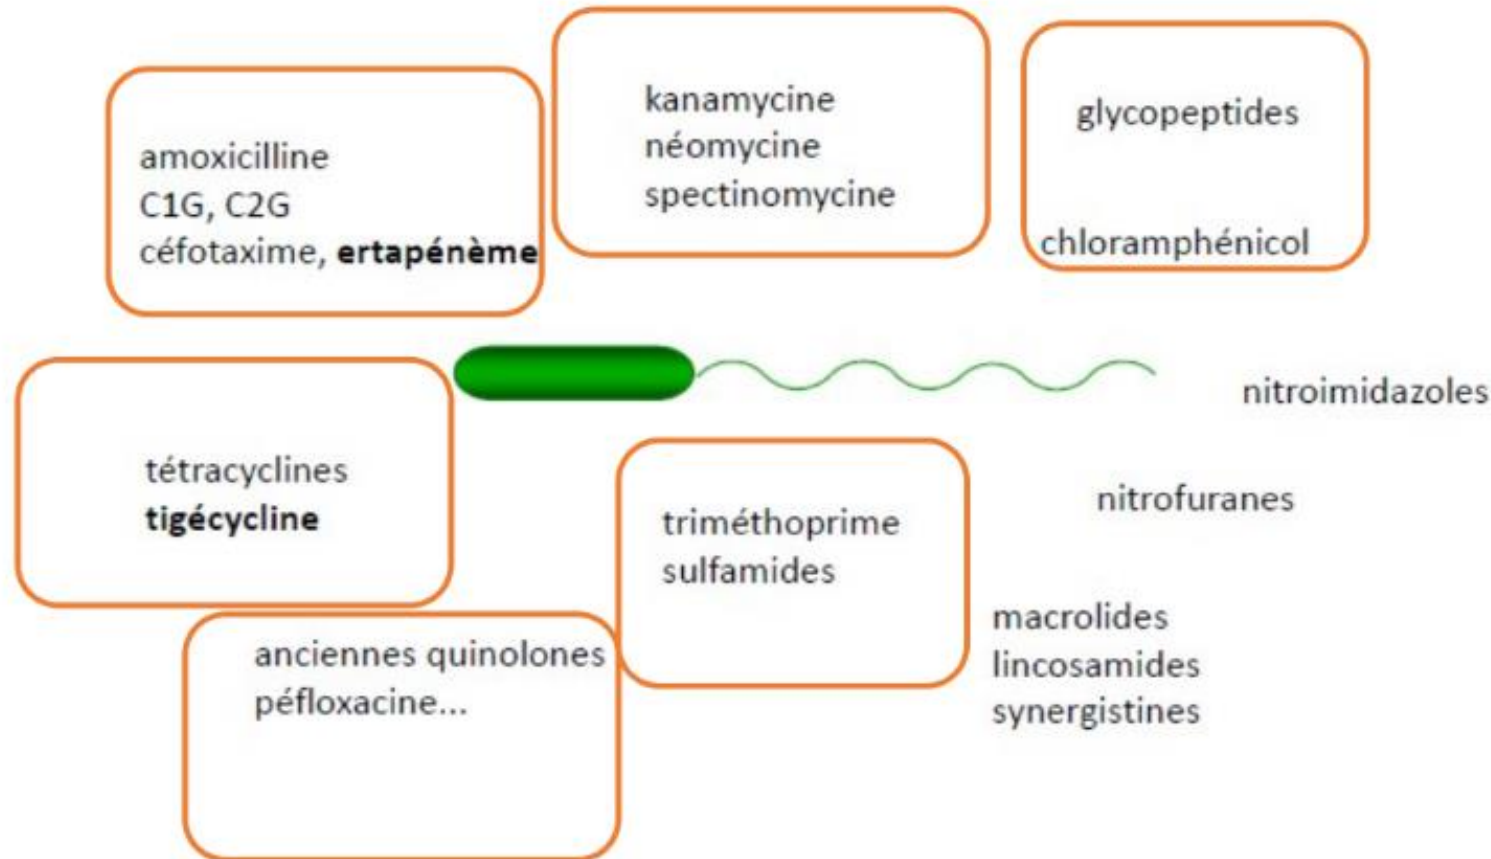 amoxicilline
C1G, C2G
céfotaxime, ertapénème
kanamycine
néomycine
spectinomycine
glycopeptides
chloramphénicol
nitroimidazoles
tétracyclines
tigécycline
triméthoprime
sulfamides
nitrofuranes
anciennes quinolones
péfloxacine...
macrolides
lincosamides
synergistines